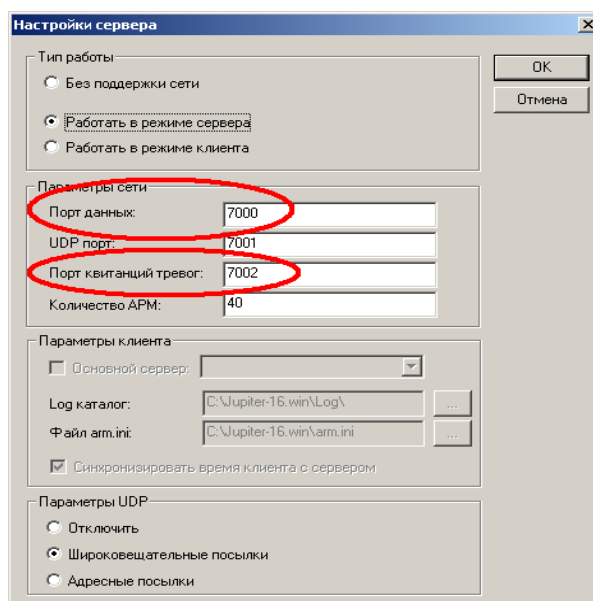 Настройки сервера
Тип работы
Без поддержки сети
Работать в режиме сервера
Работать в режиме клиента
OK
Отмена
Параметры сети
Порт данных: 7000
UDP порт: 7001
Порт квитанций тревог: 7002
Количество АРМ: 40
Параметры клиента
Основной сервер:
Log каталог: C:\Jupiter-16.win\Log\ ...
Файл arm.ini: C:\Jupiter-16.win\arm.ini ...
Синхронизировать время клиента с сервером
Параметры UDP
Отключить
Широковещательные посылки
Адресные посылки